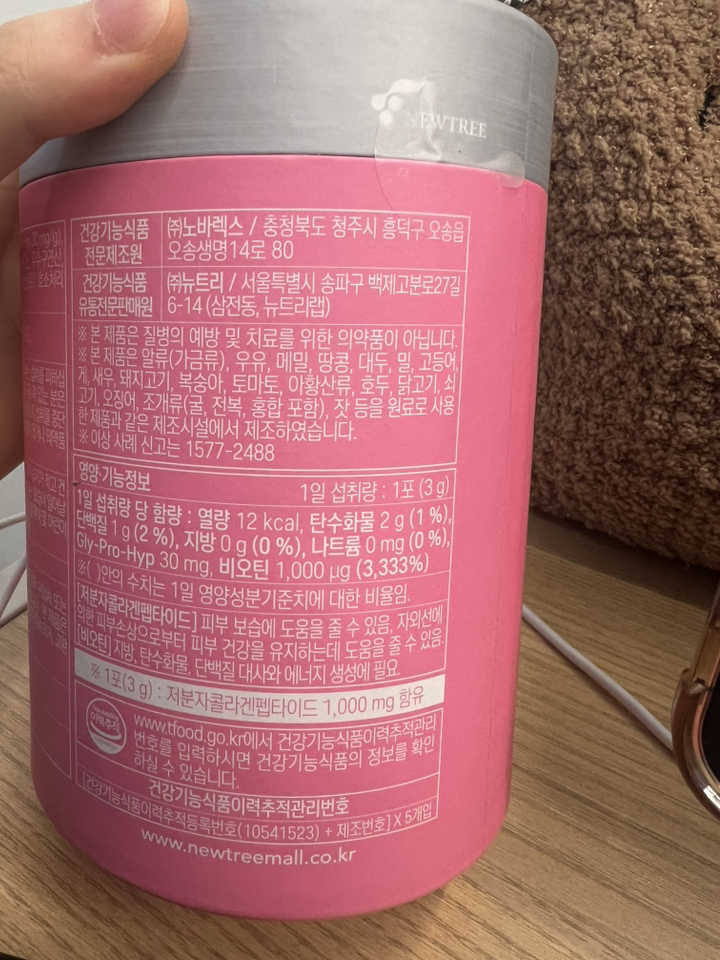 NEWTREE
건강기능식품
전문제조원
㈜노바렉스 / 충청북도 청주시 흥덕구 오송읍
오송생명14로 80
건강기능식품
유통전문판매원
㈜뉴트리 / 서울특별시 송파구 백제고분로27길
6-14 (삼전동, 뉴트리랩)
※ 본 제품은 질병의 예방 및 치료를 위한 의약품이 아닙니다.
※ 본 제품은 알류(가금류), 우유, 메밀, 땅콩, 대두, 밀, 고등어,
게, 새우, 돼지고기, 복숭아, 토마토, 아황산류, 호두, 닭고기, 쇠
고기, 오징어, 조개류(굴, 전복, 홍합 포함), 잣 등을 원료로 사용
한 제품과 같은 제조시설에서 제조하였습니다.
※ 이상 사례 신고는 1577-2488
영양·기능정보
1일 섭취량 : 1포 (3 g)
1일 섭취량 당 함량 : 열량 12 kcal, 탄수화물 2 g (1 %),
단백질 1 g (2 %), 지방 0 g (0 %), 나트륨 0 mg (0 %),
Gly-Pro-Hyp 30 mg, 비오틴 1,000 µg (3,333%)
※( )안의 수치는 1일 영양성분기준치에 대한 비율임.
[저분자콜라겐펩타이드] 피부 보습에 도움을 줄 수 있음, 자외선에
의한 피부손상으로부터 피부 건강을 유지하는데 도움을 줄 수 있음.
[비오틴] 지방, 탄수화물, 단백질 대사와 에너지 생성에 필요.
※ 1포(3 g) : 저분자콜라겐펩타이드 1,000 mg 함유
이력추적
www.tfood.go.kr에서 건강기능식품이력추적관리
번호를 입력하시면 건강기능식품의 정보를 확인
하실 수 있습니다.
건강기능식품이력추적관리번호
[건강기능식품이력추적등록번호(10541523) + 제조번호] X 5개입
www.newtreemall.co.kr